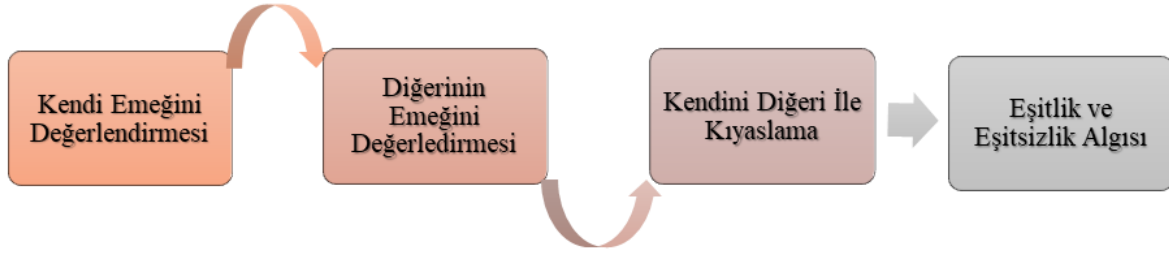 Kendi Emeğini
Değerlendirmesi
Diğerinin
Emeğini
Değerledirmesi
Kendini Diğeri İle
Kıyaslama
Eşitlik ve
Eşitsizlik Algısı